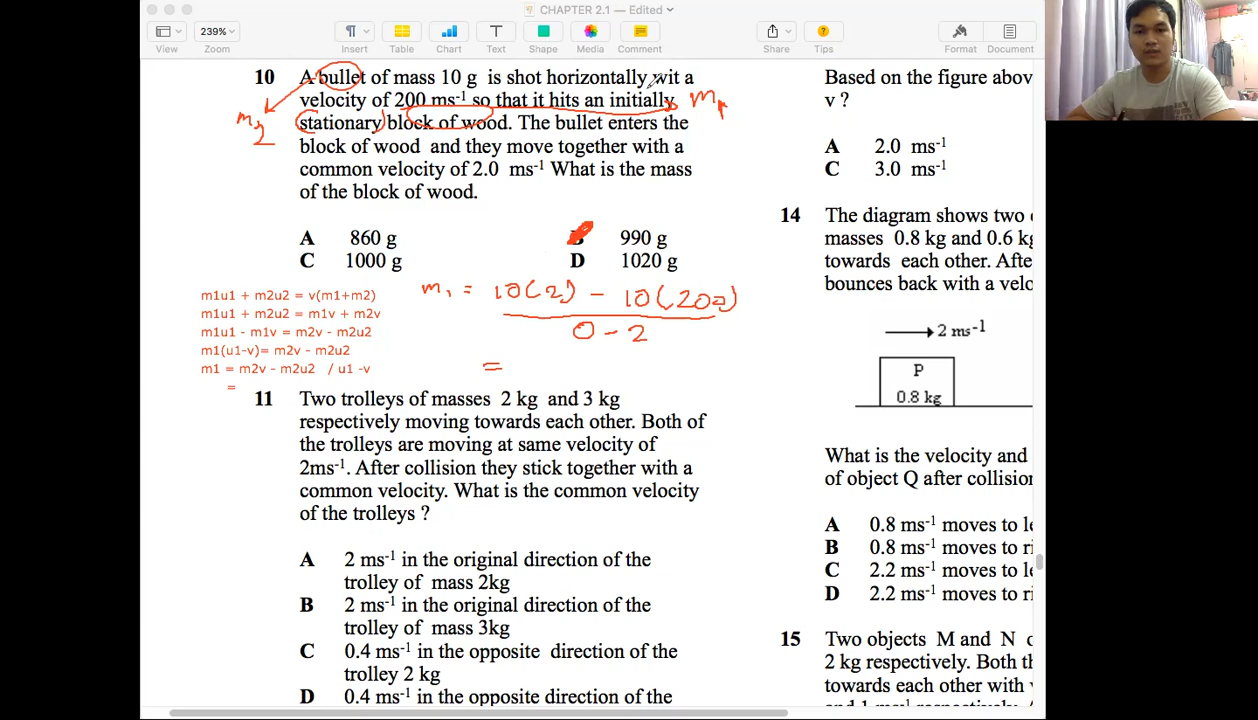 CHAPTER 2.1 – Edited
239%
View
Zoom
Insert
Table
Chart
Text
Shape
Media
Comment
Share
Tips
Format
Document
10 A bullet of mass 10 g is shot horizontally wit a
velocity of 200 ms-1 so that it hits an initially
stationary block of wood. The bullet enters the
block of wood and they move together with a
common velocity of 2.0 ms-1 What is the mass
of the block of wood.
m2
m1
A 860 g
B 990 g
C 1000 g
D 1020 g
m1u1 + m2u2 = v(m1+m2)
m1u1 + m2u2 = m1v + m2v
m1u1 - m1v = m2v - m2u2
m1(u1-v)= m2v - m2u2
m1 = m2v - m2u2 / u1 -v
=
m1 = 10(2) - 10(200)
0 - 2
=
11 Two trolleys of masses 2 kg and 3 kg
respectively moving towards each other. Both of
the trolleys are moving at same velocity of
2ms-1. After collision they stick together with a
common velocity. What is the common velocity
of the trolleys ?
A 2 ms-1 in the original direction of the
trolley of mass 2kg
B 2 ms-1 in the original direction of the
trolley of mass 3kg
C 0.4 ms-1 in the opposite direction of the
trolley 2 kg
D 0.4 ms-1 in the opposite direction of the
Based on the figure abov
v ?
A 2.0 ms-1
C 3.0 ms-1
14 The diagram shows two
masses 0.8 kg and 0.6 kg
towards each other. Afte
bounces back with a velo
2 ms-1
P
0.8 kg
What is the velocity and
of object Q after collision
A 0.8 ms-1 moves to le
B 0.8 ms-1 moves to ri
C 2.2 ms-1 moves to le
D 2.2 ms-1 moves to ri
15 Two objects M and N
2 kg respectively. Both th
towards each other with